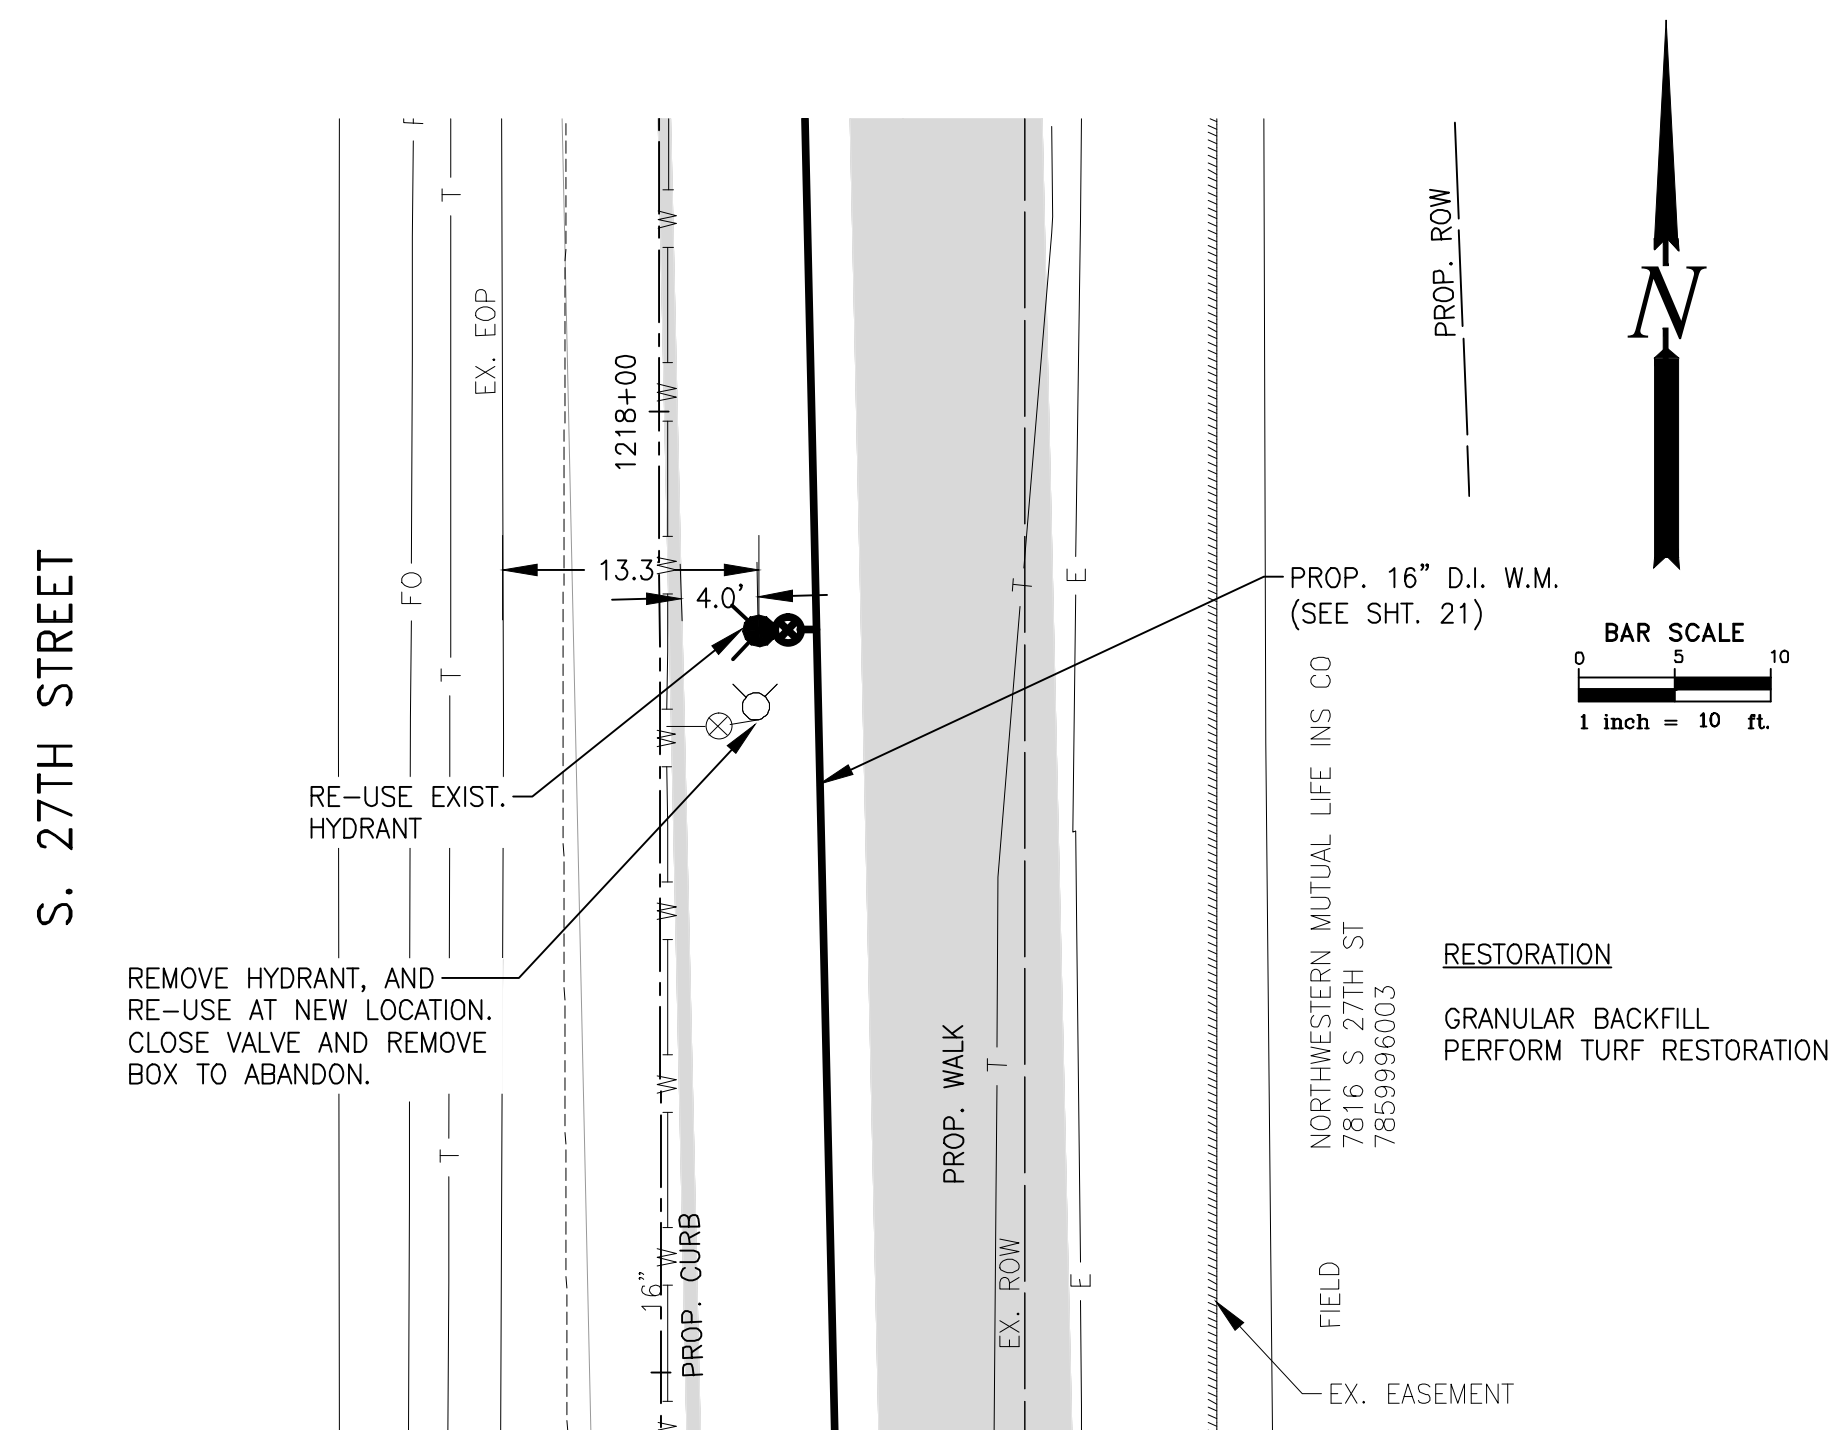 S. 27TH STREET
F
T
EX. EOP
1218+00
W
W
PROP. ROW
N
FO
13.3
W
4.0'
T
E
PROP. 16" D.I. W.M.
(SEE SHT. 21)
BAR SCALE
0 5 10
1 inch = 10 ft.
T
W
RE-USE EXIST.
HYDRANT
W
REMOVE HYDRANT, AND
RE-USE AT NEW LOCATION.
CLOSE VALVE AND REMOVE
BOX TO ABANDON.
W
T
T
PROP. WALK
NORTHWESTERN MUTUAL LIFE INS CO
7816 S 27TH ST
7859996003
RESTORATION
GRANULAR BACKFILL
PERFORM TURF RESTORATION
W
16"
PROP. CURB
EX. ROW
E
FIELD
EX. EASEMENT
W